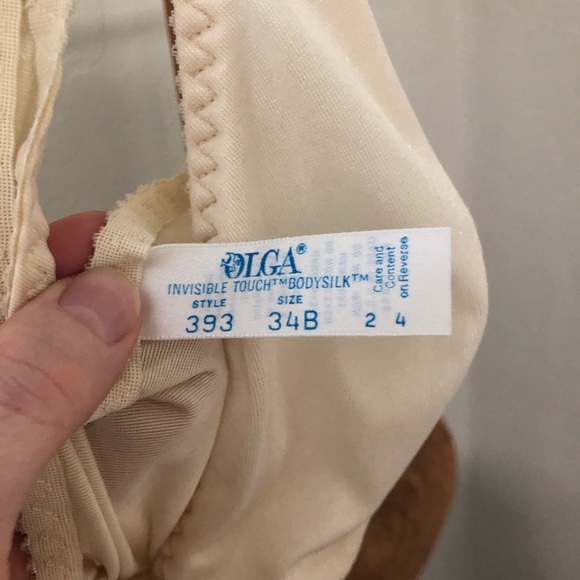 OLGA®
INVISIBLE TOUCH™BODYSILK™
STYLE SIZE
393 34B 2 4
Care and
Content
on Reverse